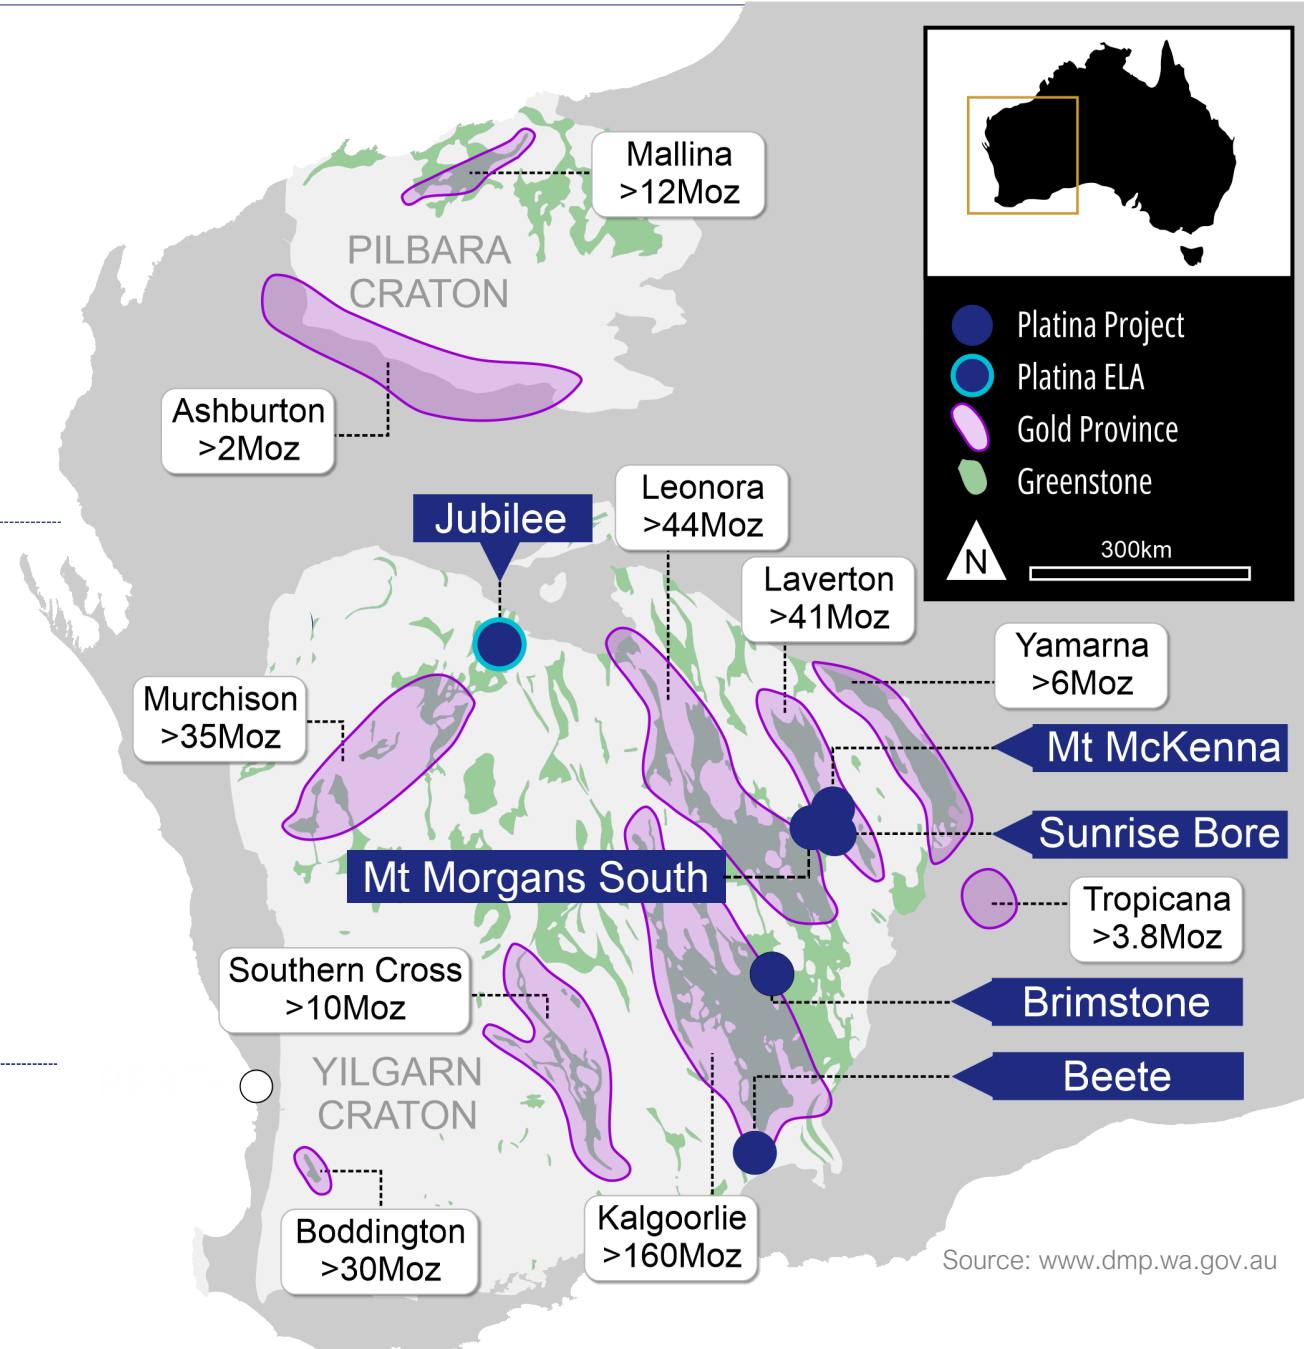 Mallina
>12Moz
PILBARA
CRATON
Ashburton
>2Moz
Platina Project
Platina ELA
Gold Province
Greenstone
N
300km
Jubilee
Leonora
>44Moz
Laverton
>41Moz
Yamarna
>6Moz
Murchison
>35Moz
Mt McKenna
Sunrise Bore
Mt Morgans South
Tropicana
>3.8Moz
Southern Cross
>10Moz
Brimstone
Beete
YILGARN
CRATON
Boddington
>30Moz
Kalgoorlie
>160Moz
Source: www.dmp.wa.gov.au